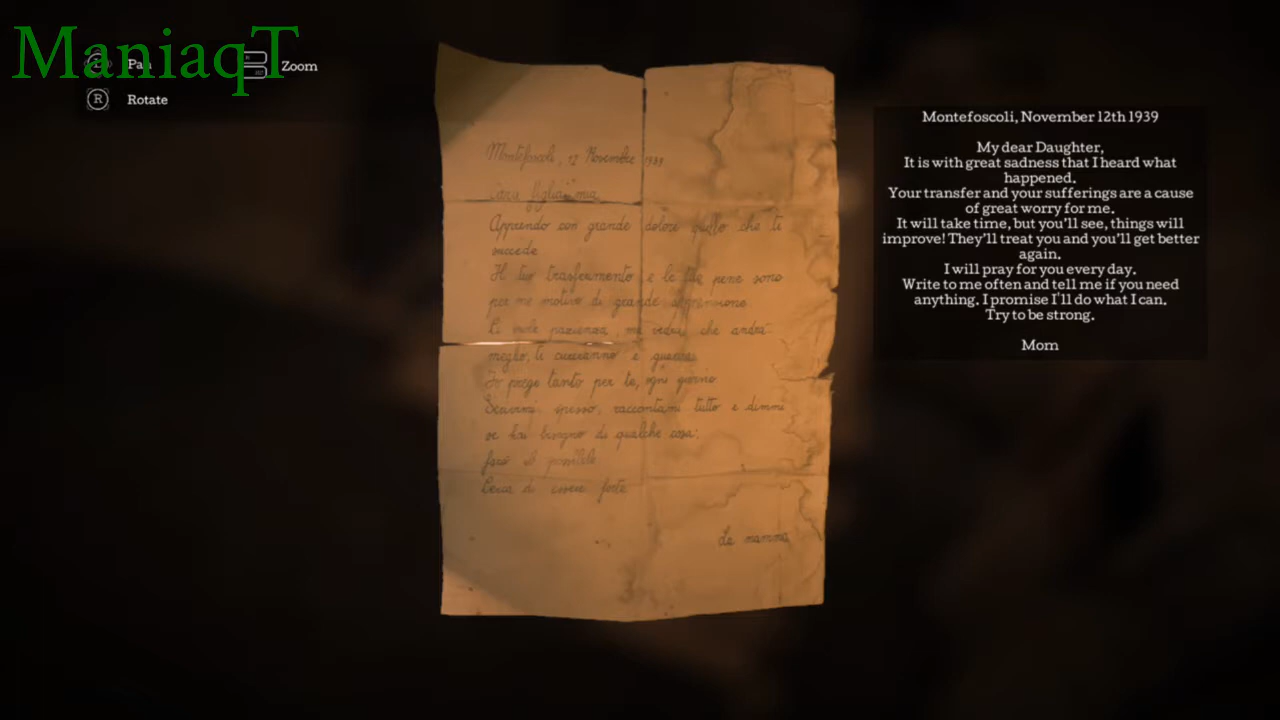 ManiaqT
Pan
Zoom
R
Rotate
Montefoscoli, 12 Novembre 1939
Cara figlia mia
Apprendo con grande dolore quello che ti
succede
Il tuo trasferimento e le tue pene sono
per me motivo di grande apprensione
Ci vuole pazienza, ma vedrai che andrà
meglio, ti cureranno e guarirai
Io prego tanto per te, ogni giorno
Scrivimi spesso, raccontami tutto e dimmi
se hai bisogno di qualche cosa;
farò il possibile
Cerca di essere forte
La mamma
Montefoscoli, November 12th 1939
My dear Daughter,
It is with great sadness that I heard what
happened.
Your transfer and your sufferings are a cause
of great worry for me.
It will take time, but you'll see, things will
improve! They'll treat you and you'll get better
again.
I will pray for you every day.
Write to me often and tell me if you need
anything. I promise I'll do what I can.
Try to be strong.
Mom